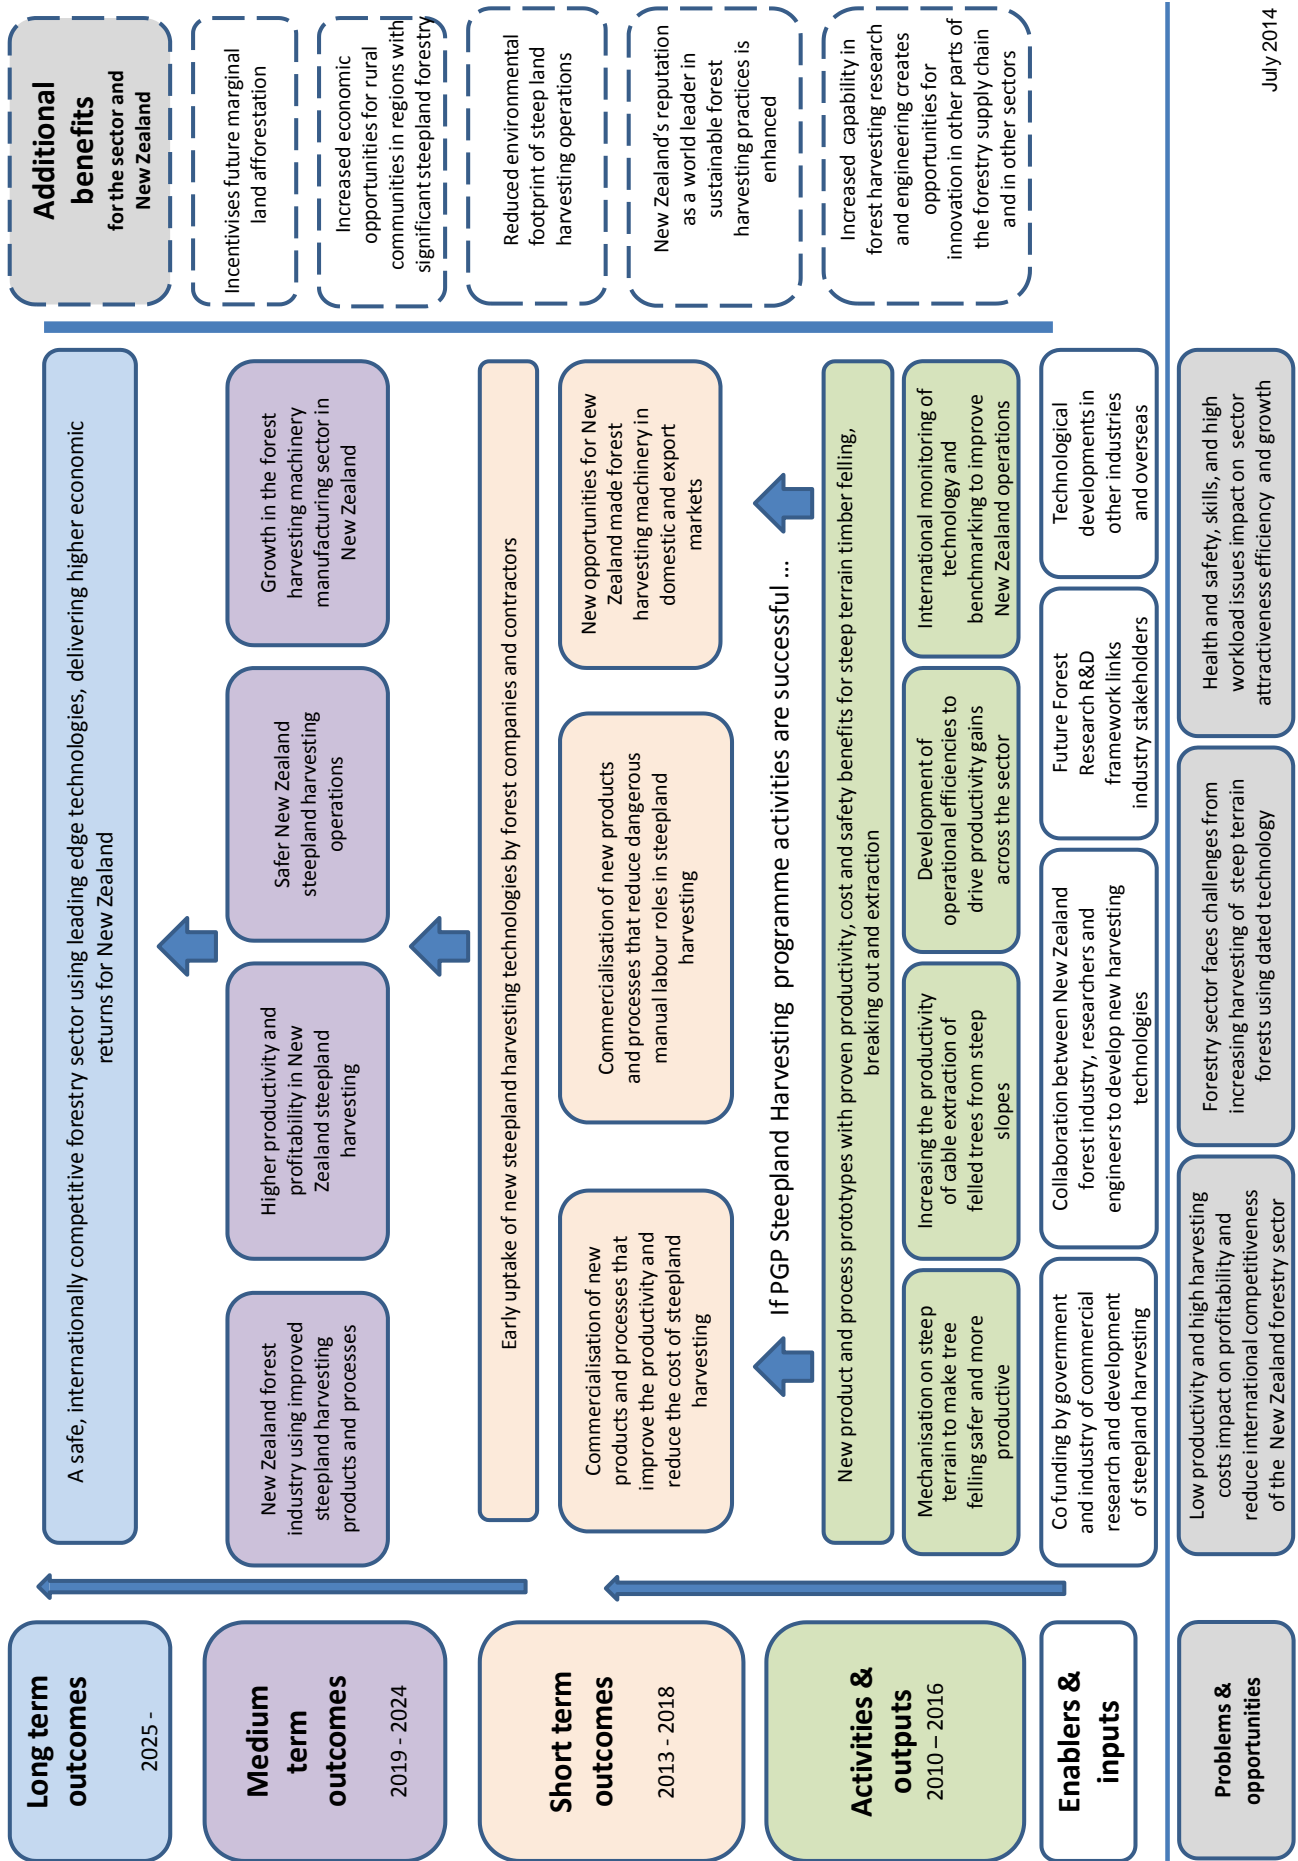 Long term
outcomes
2025 -
A safe, internationally competitive forestry sector using leading edge technologies, delivering higher economic
returns for New Zealand
Additional
benefits
for the sector and
New Zealand
Medium
term
outcomes
2019 - 2024
New Zealand forest
industry using improved
steepland harvesting
products and processes
Higher productivity and
profitability in New
Zealand steepland
harvesting
Safer New Zealand
steepland harvesting
operations
Growth in the forest
harvesting machinery
manufacturing sector in
New Zealand
Incentivises future marginal
land afforestation
Increased economic
opportunities for rural
communities in regions with
significant steepland forestry
Short term
outcomes
2013 - 2018
Early uptake of new steepland harvesting technologies by forest companies and contractors
Commercialisation of new
products and processes that
improve the productivity and
reduce the cost of steepland
harvesting
Commercialisation of new products
and processes that reduce dangerous
manual labour roles in steepland
harvesting
New opportunities for New
Zealand made forest
harvesting machinery in
domestic and export
markets
Reduced environmental
footprint of steep land
harvesting operations
New Zealand's reputation
as a world leader in
sustainable forest
harvesting practices is
enhanced
If PGP Steepland Harvesting programme activities are successful ...
Activities &
outputs
2010 – 2016
New product and process prototypes with proven productivity, cost and safety benefits for steep terrain timber felling,
breaking out and extraction
Mechanisation on steep
terrain to make tree
felling safer and more
productive
Increasing the productivity
of cable extraction of
felled trees from steep
slopes
Development of
operational efficiencies to
drive productivity gains
across the sector
International monitoring of
technology and
benchmarking to improve
New Zealand operations
Increased capability in
forest harvesting research
and engineering creates
opportunities for
innovation in other parts of
the forestry supply chain
and in other sectors
Enablers &
inputs
Co funding by government
and industry of commercial
research and development
of steepland harvesting
Collaboration between New Zealand
forest industry, researchers and
engineers to develop new harvesting
technologies
Future Forest
Research R&D
framework links
industry stakeholders
Technological
developments in
other industries
and overseas
Problems &
opportunities
Low productivity and high harvesting
costs impact on profitability and
reduce international competitiveness
of the New Zealand forestry sector
Forestry sector faces challenges from
increasing harvesting of steep terrain
forests using dated technology
Health and safety, skills, and high
workload issues impact on sector
attractiveness efficiency and growth
July 2014